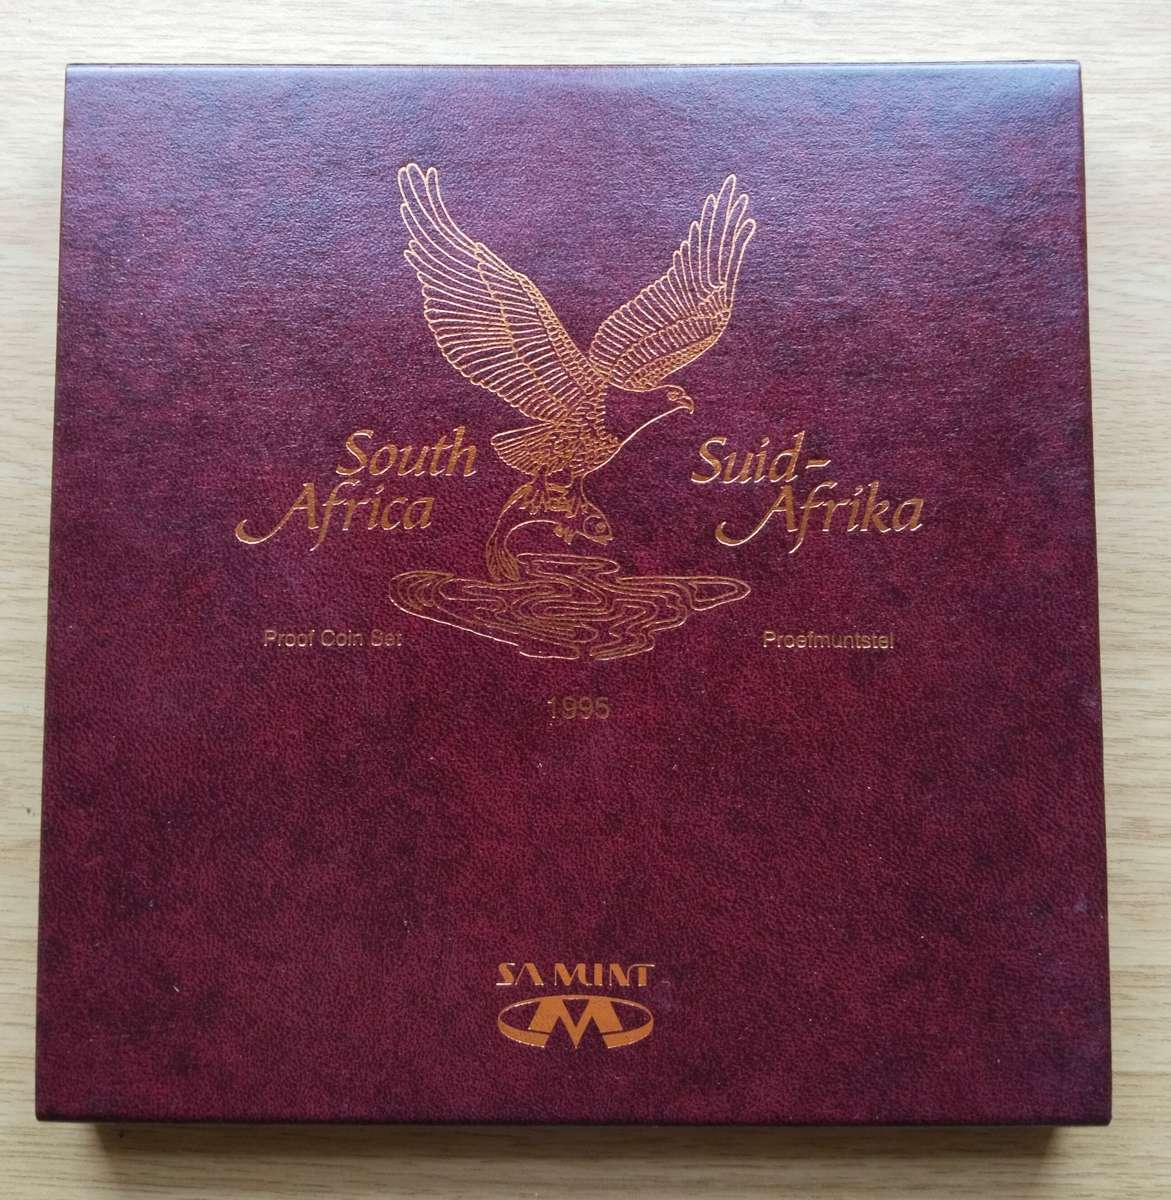 South
Africa
Suid-
Afrika
Proof Coin Set
Proefmuntstel
1995
SA MINT